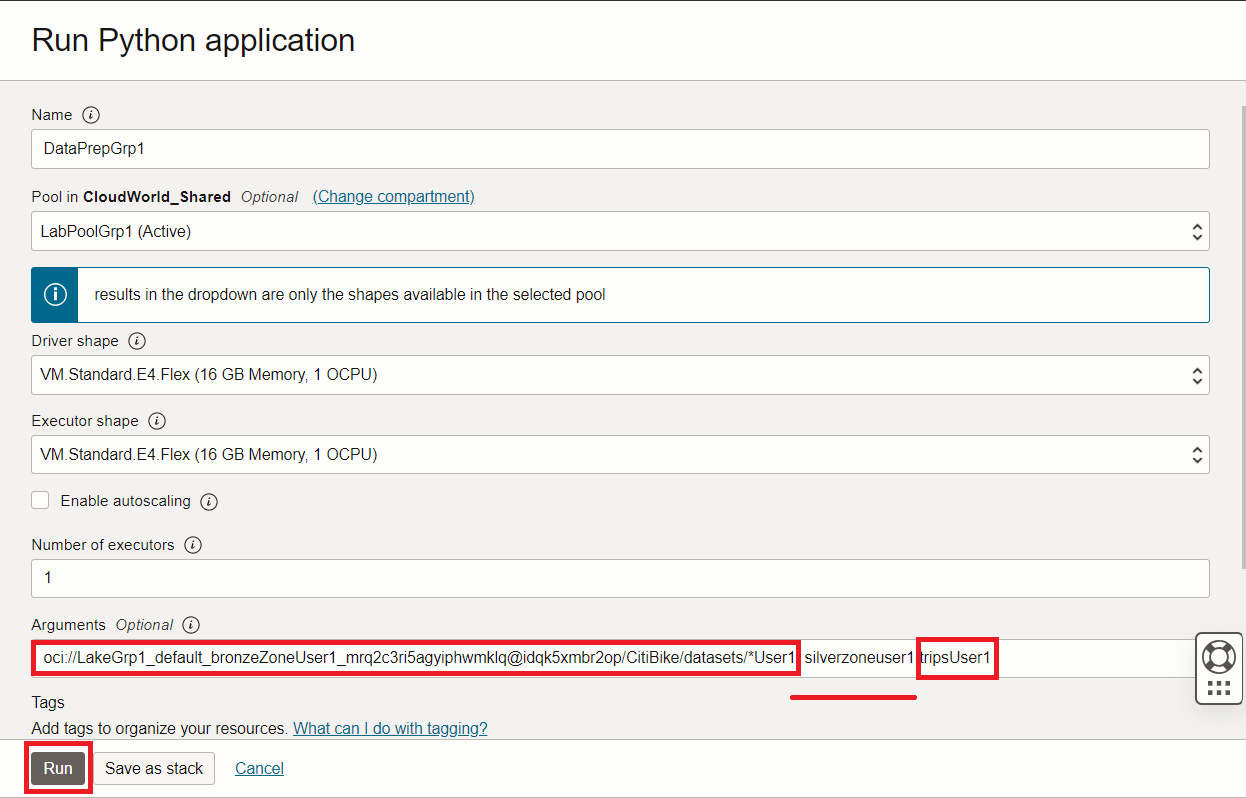 Run Python application
Name
DataPrepGrp1
Pool in CloudWorld_Shared Optional (Change compartment)
LabPoolGrp1 (Active)
results in the dropdown are only the shapes available in the selected pool
Driver shape
VM.Standard.E4.Flex (16 GB Memory, 1 OCPU)
Executor shape
VM.Standard.E4.Flex (16 GB Memory, 1 OCPU)
Enable autoscaling
Number of executors
1
Arguments Optional
oci://LakeGrp1_default_bronzeZoneUser1_mrq2c3ri5agyiphwmklq@idqk5xmbr2op/CitiBike/datasets/*User1 silverzoneuser1 tripsUser1
Tags
Add tags to organize your resources. What can I do with tagging?
Run Save as stack Cancel